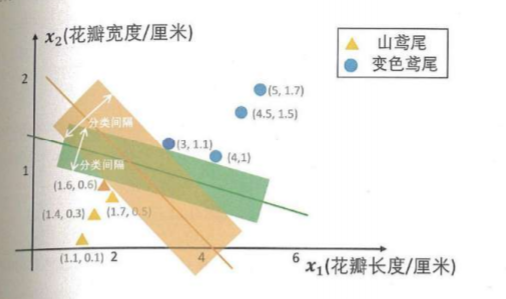 x₂(花瓣宽度/厘米)
山鸢尾
变色鸢尾
2
(5, 1.7)
(4.5, 1.5)
分类间隔
(3, 1.1)
(4,1)
分类间隔
1
(1.6, 0.6)
(1.4, 0.3)
(1.7, 0.5)
(1.1, 0.1)
2
4
6
x₁(花瓣长度/厘米)